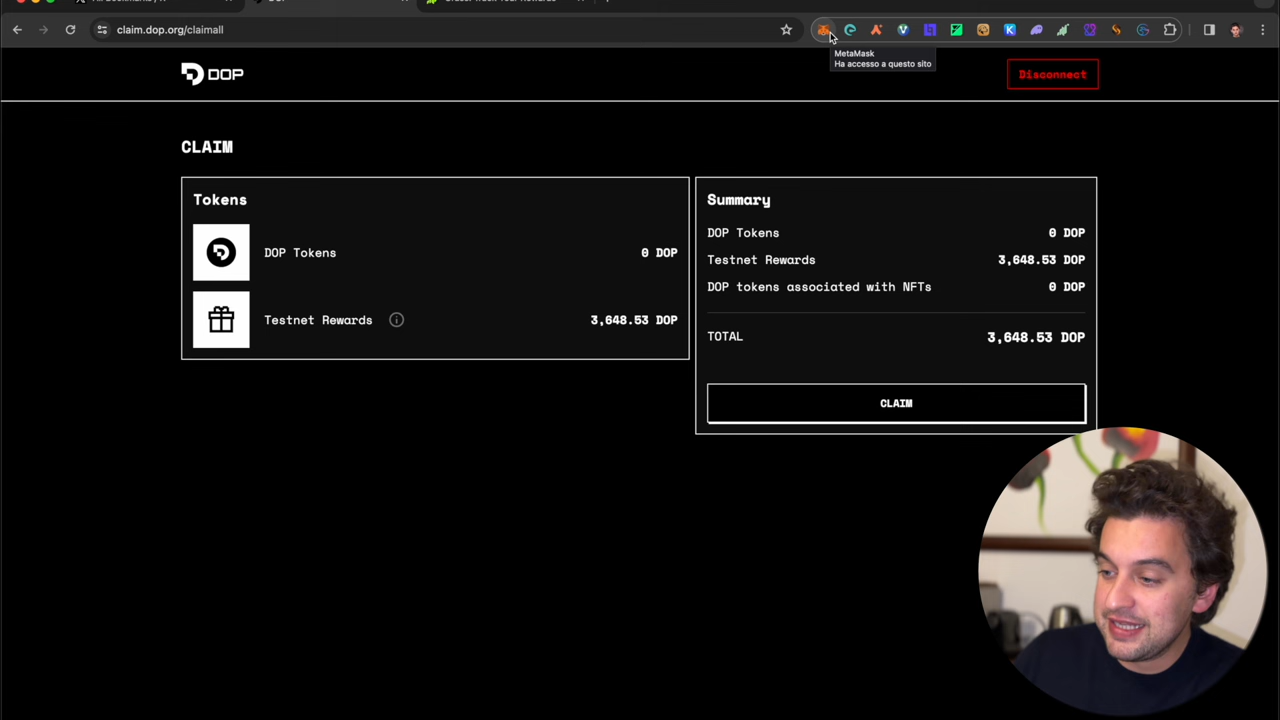 claim.dop.org/claimall
MetaMask
Ha accesso a questo sito
DOP
Disconnect
CLAIM
Tokens
DOP Tokens
0 DOP
Testnet Rewards
3,648.53 DOP
Summary
DOP Tokens
0 DOP
Testnet Rewards
3,648.53 DOP
DOP tokens associated with NFTs
0 DOP
TOTAL
3,648.53 DOP
CLAIM